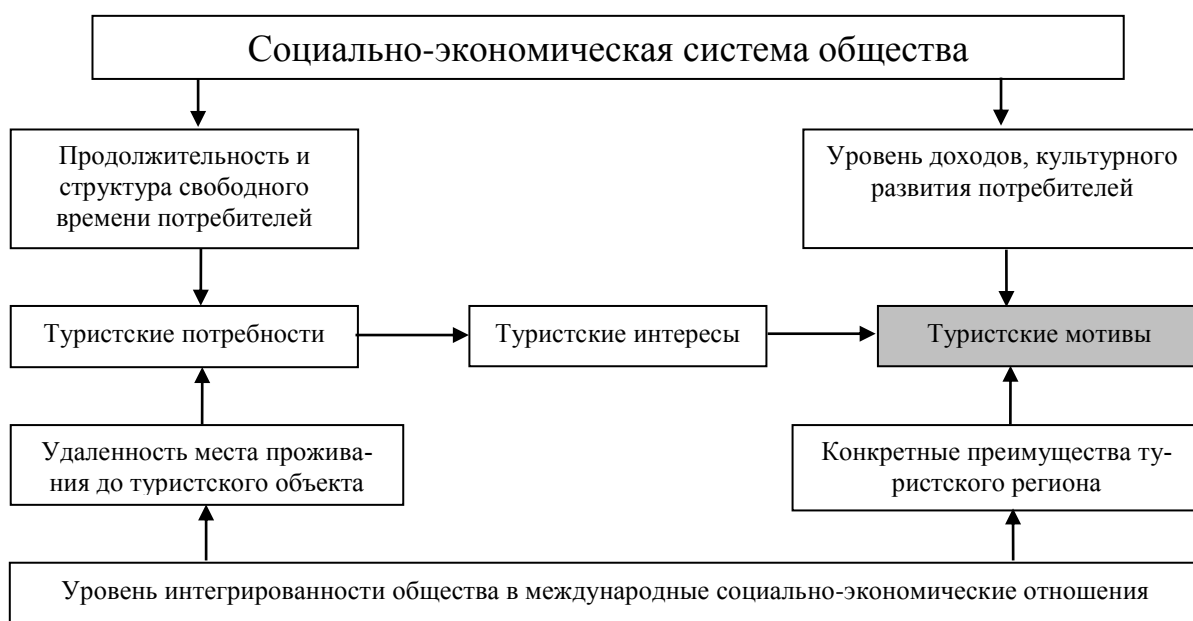 Социально-экономическая система общества
Продолжительность и
структура свободного
времени потребителей
Уровень доходов, культурного
развития потребителей
Туристские потребности
Туристские интересы
Туристские мотивы
Удаленность места прожива-
ния до туристского объекта
Конкретные преимущества ту-
ристского региона
Уровень интегрированности общества в международные социально-экономические отношения